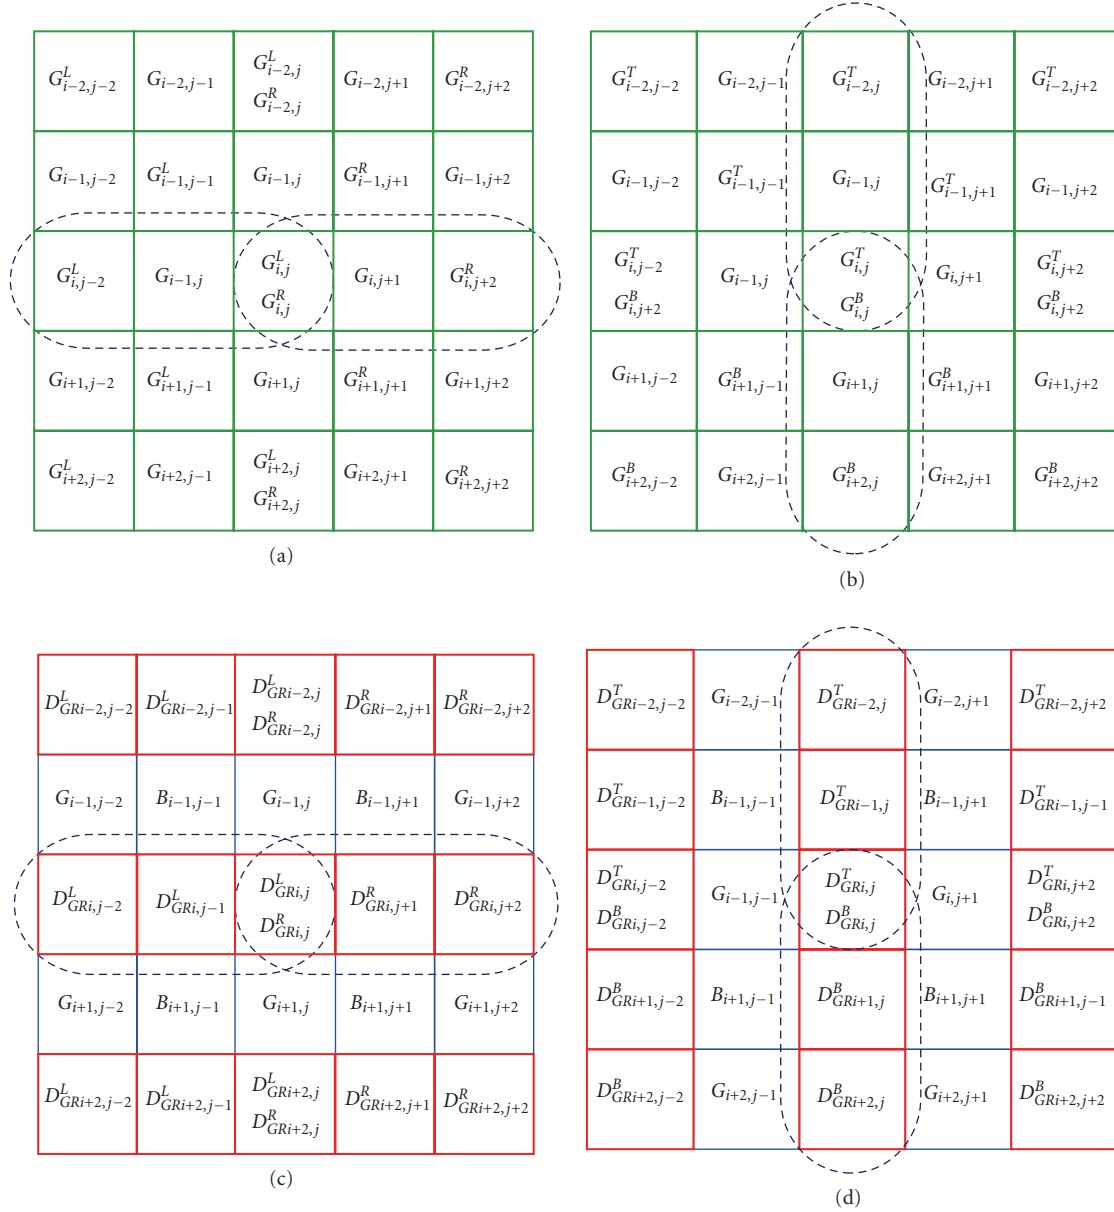 G^L_{i−2,j−2} G_{i−2,j−1} G^L_{i−2,j} G^R_{i−2,j} G_{i−2,j+1} G^R_{i−2,j+2}
G_{i−1,j−2} G^L_{i−1,j−1} G_{i−1,j} G^R_{i−1,j+1} G_{i−1,j+2}
G^L_{i,j−2} G_{i−1,j} G^L_{i,j} G^R_{i,j} G_{i,j+1} G^R_{i,j+2}
G_{i+1,j−2} G^L_{i+1,j−1} G_{i+1,j} G^R_{i+1,j+1} G_{i+1,j+2}
G^L_{i+2,j−2} G_{i+2,j−1} G^L_{i+2,j} G^R_{i+2,j} G_{i+2,j+1} G^R_{i+2,j+2}
(a)
G^T_{i−2,j−2} G_{i−2,j−1} G^T_{i−2,j} G_{i−2,j+1} G^T_{i−2,j+2}
G_{i−1,j−2} G^T_{i−1,j−1} G_{i−1,j} G^T_{i−1,j+1} G_{i−1,j+2}
G^T_{i,j−2} G^B_{i,j+2} G_{i−1,j} G^T_{i,j} G^B_{i,j} G_{i,j+1} G^T_{i,j+2} G^B_{i,j+2}
G_{i+1,j−2} G^B_{i+1,j−1} G_{i+1,j} G^B_{i+1,j+1} G_{i+1,j+2}
G^B_{i+2,j−2} G_{i+2,j−1} G^B_{i+2,j} G_{i+2,j+1} G^B_{i+2,j+2}
(b)
D^L_{GRi−2,j−2} D^L_{GRi−2,j−1} D^L_{GRi−2,j} D^R_{GRi−2,j} D^R_{GRi−2,j+1} D^R_{GRi−2,j+2}
G_{i−1,j−2} B_{i−1,j−1} G_{i−1,j} B_{i−1,j+1} G_{i−1,j+2}
D^L_{GRi,j−2} D^L_{GRi,j−1} D^L_{GRi,j} D^R_{GRi,j} D^R_{GRi,j+1} D^R_{GRi,j+2}
G_{i+1,j−2} B_{i+1,j−1} G_{i+1,j} B_{i+1,j+1} G_{i+1,j+2}
D^L_{GRi+2,j−2} D^L_{GRi+2,j−1} D^L_{GRi+2,j} D^R_{GRi+2,j} D^R_{GRi+2,j+1} D^R_{GRi+2,j+2}
(c)
D^T_{GRi−2,j−2} G_{i−2,j−1} D^T_{GRi−2,j} G_{i−2,j+1} D^T_{GRi−2,j+2}
D^T_{GRi−1,j−2} B_{i−1,j−1} D^T_{GRi−1,j} B_{i−1,j+1} D^T_{GRi−1,j−1}
D^T_{GRi,j−2} D^B_{GRi,j−2} G_{i−1,j−1} D^T_{GRi,j} D^B_{GRi,j} G_{i,j+1} D^T_{GRi,j+2} D^B_{GRi,j+2}
D^B_{GRi+1,j−2} B_{i+1,j−1} D^B_{GRi+1,j} B_{i+1,j+1} D^B_{GRi+1,j−1}
D^B_{GRi+2,j−2} G_{i+2,j−1} D^B_{GRi+2,j} G_{i+2,j+1} D^B_{GRi+2,j+2}
(d)